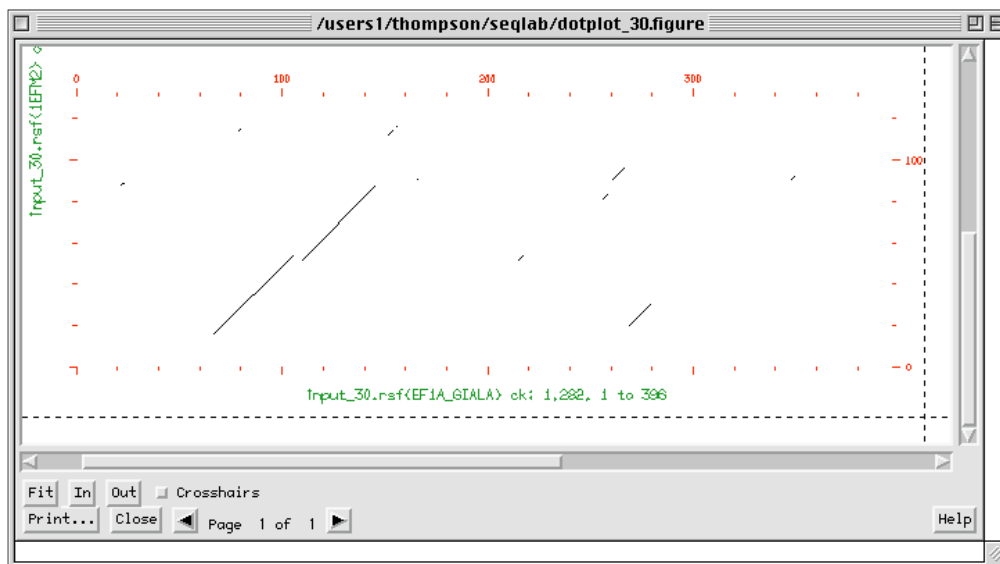 /users1/thompson/seqlab/dotplot_30.figure
0 100 200 300
Input_30.rsf(1EFM2) c
100
0
Input_30.rsf(EF1A_GIALA) ck: 1,282, 1 to 396
Fit In Out Crosshairs
Print... Close Page 1 of 1 Help